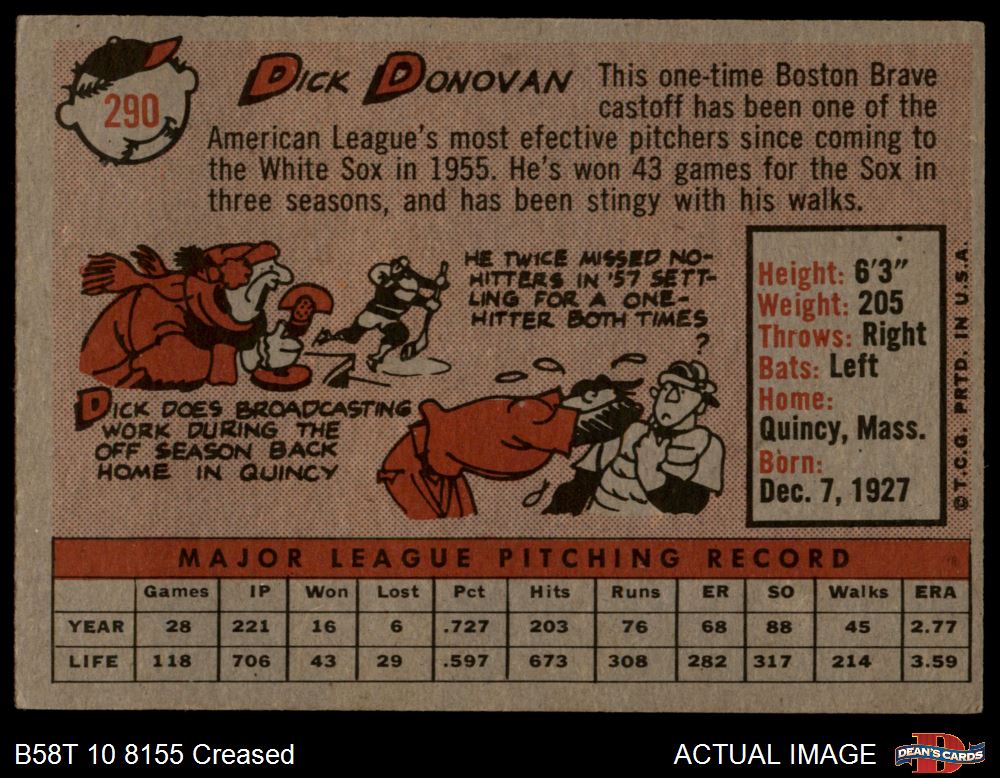 290
DICK DONOVAN
This one-time Boston Brave
castoff has been one of the
American League's most efective pitchers since coming to
the White Sox in 1955. He's won 43 games for the Sox in
three seasons, and has been stingy with his walks.
HE TWICE MISSED NO-
HITTERS IN '57 SETT-
LING FOR A ONE-
HITTER BOTH TIMES
?
DICK DOES BROADCASTING
WORK DURING THE
OFF SEASON BACK
HOME IN QUINCY
Height: 6'3"
Weight: 205
Throws: Right
Bats: Left
Home:
Quincy, Mass.
Born:
Dec. 7, 1927
©T.C.G. PRTD. IN U.S.A.
MAJOR LEAGUE PITCHING RECORD
Games IP Won Lost Pct Hits Runs ER SO Walks ERA
YEAR 28 221 16 6 .727 203 76 68 88 45 2.77
LIFE 118 706 43 29 .597 673 308 282 317 214 3.59
B58T 10 8155 Creased
ACTUAL IMAGE
DEAN'S CARDS